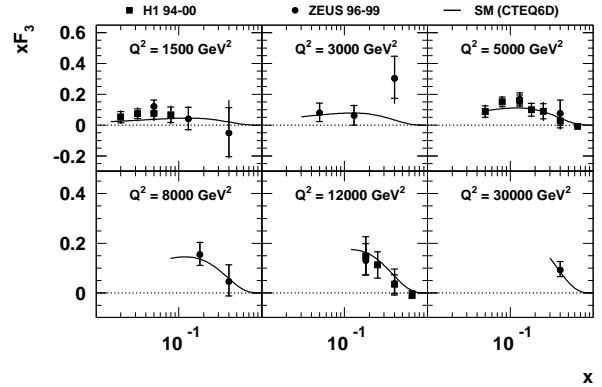 H1 94-00 ZEUS 96-99 SM (CTEQ6D)
xF₃
0.6
0.4
0.2
0
-0.2
Q² = 1500 GeV² Q² = 3000 GeV² Q² = 5000 GeV²
0.4
0.2
0
Q² = 8000 GeV² Q² = 12000 GeV² Q² = 30000 GeV²
10⁻¹ 10⁻¹ 10⁻¹
x